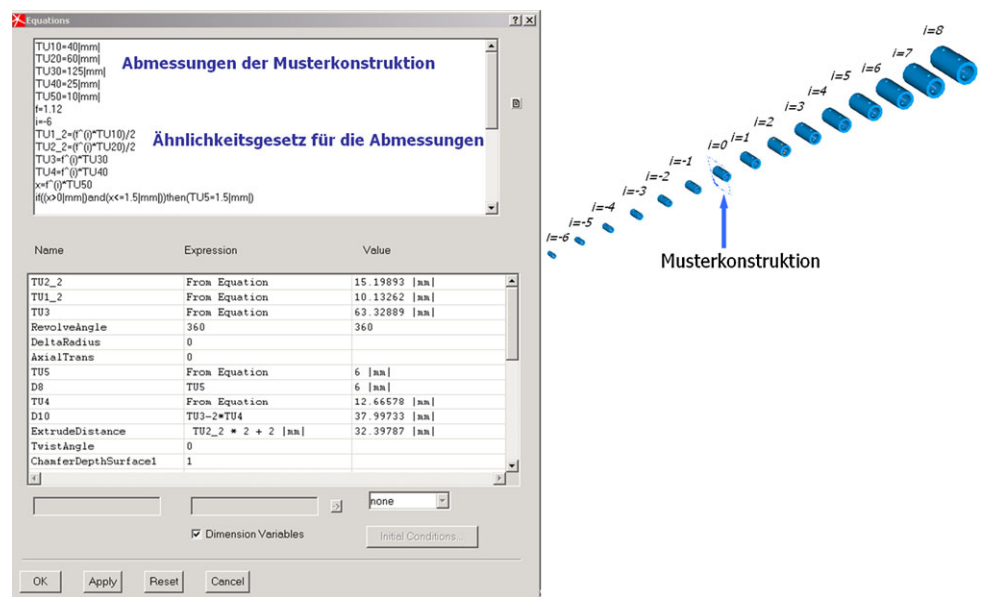 Equations
TU10=40|mm|
TU20=60|mm|
TU30=125|mm|
TU40=25|mm|
TU50=10|mm|
f=1.12
i=-6
TU1_2=(f^(i)*TU10)/2
TU2_2=(f^(i)*TU20)/2
TU3=f^(i)*TU30
TU4=f^(i)*TU40
x=f^(i)*TU50
if((x>0|mm|)and(x<=1.5|mm|))then(TU5=1.5|mm|)
Abmessungen der Musterkonstruktion
Ähnlichkeitsgesetz für die Abmessungen
Name Expression Value
TU2_2 From Equation 15.19893 |mm|
TU1_2 From Equation 10.13262 |mm|
TU3 From Equation 63.32889 |mm|
RevolveAngle 360 360
DeltaRadius 0
AxialTrans 0
TU5 From Equation 6 |mm|
D8 TU5 6 |mm|
TU4 From Equation 12.66578 |mm|
D10 TU3-2*TU4 37.99733 |mm|
ExtrudeDistance TU2_2 * 2 + 2 |mm| 32.39787 |mm|
TwistAngle 0
ChamferDepthSurface1 1
none
Dimension Variables
Initial Conditions...
OK Apply Reset Cancel
i=8
i=7
i=6
i=5
i=4
i=3
i=2
i=1
i=0
i=-1
i=-2
i=-3
i=-4
i=-5
i=-6
Musterkonstruktion